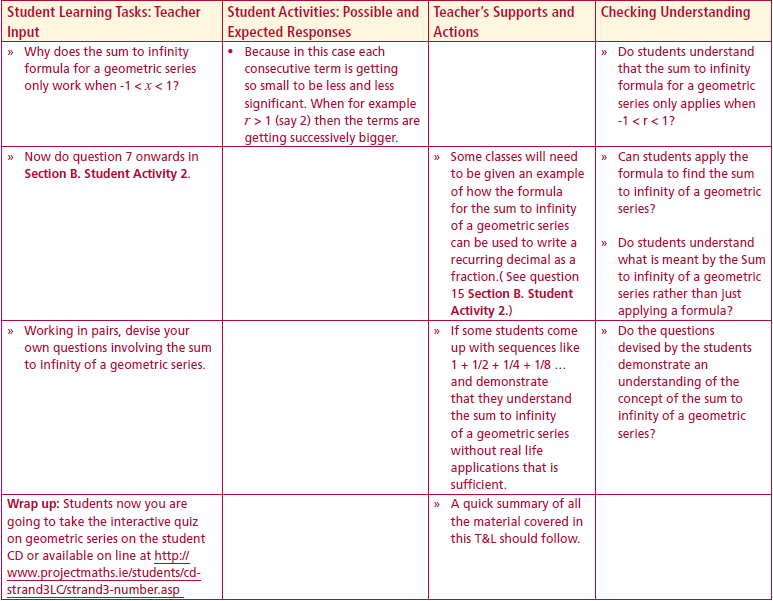 Student Learning Tasks: Teacher
Input
Student Activities: Possible and
Expected Responses
Teacher's Supports and
Actions
Checking Understanding
» Why does the sum to infinity
formula for a geometric series
only work when -1 < x < 1?
• Because in this case each
consecutive term is getting
so small to be less and less
significant. When for example
r > 1 (say 2) then the terms are
getting successively bigger.
» Do students understand
that the sum to infinity
formula for a geometric
series only applies when
-1 < r < 1?
» Now do question 7 onwards in
Section B. Student Activity 2.
» Some classes will need
to be given an example
of how the formula
for the sum to infinity
of a geometric series
can be used to write a
recurring decimal as a
fraction.( See question
15 Section B. Student
Activity 2.)
» Can students apply the
formula to find the sum
to infinity of a geometric
series?
» Do students understand
what is meant by the Sum
to infinity of a geometric
series rather than just
applying a formula?
» Working in pairs, devise your
own questions involving the sum
to infinity of a geometric series.
» If some students come
up with sequences like
1 + 1/2 + 1/4 + 1/8 ...
and demonstrate
that they understand
the sum to infinity
of a geometric series
without real life
applications that is
sufficient.
» Do the questions
devised by the students
demonstrate an
understanding of the
concept of the sum to
infinity of a geometric
series?
Wrap up: Students now you are
going to take the interactive quiz
on geometric series on the student
CD or available on line at http://
www.projectmaths.ie/students/cd-
strand3LC/strand3-number.asp
» A quick summary of all
the material covered in
this T&L should follow.